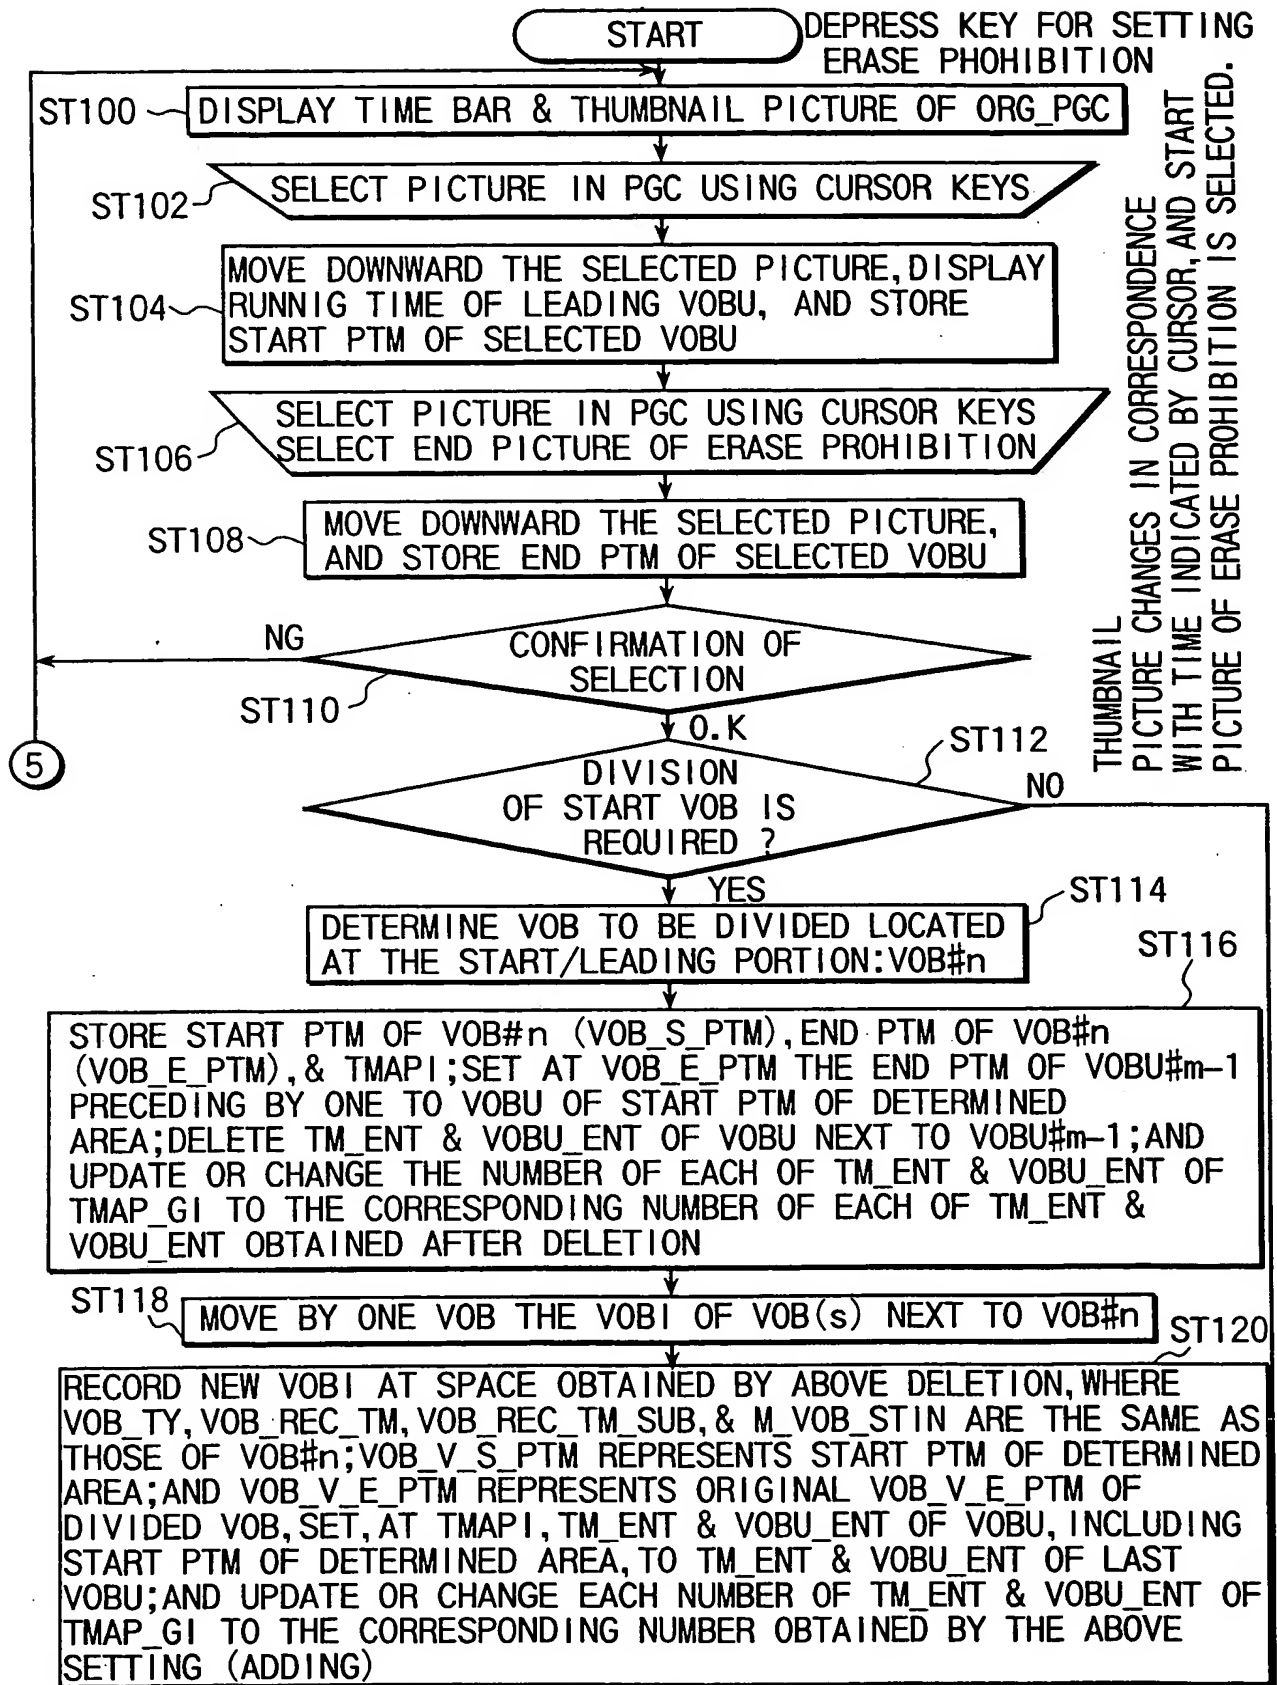 START
DEPRESS KEY FOR SETTING
ERASE PHOHIBITION
ST100
DISPLAY TIME BAR & THUMBNAIL PICTURE OF ORG_PGC
ST102
SELECT PICTURE IN PGC USING CURSOR KEYS
THUMBNAIL
PICTURE CHANGES IN CORRESPONDENCE
WITH TIME INDICATED BY CURSOR, AND START
PICTURE OF ERASE PROHIBITION IS SELECTED.
ST104
MOVE DOWNWARD THE SELECTED PICTURE, DISPLAY
RUNNIG TIME OF LEADING VOBU, AND STORE
START PTM OF SELECTED VOBU
ST106
SELECT PICTURE IN PGC USING CURSOR KEYS
SELECT END PICTURE OF ERASE PROHIBITION
ST108
MOVE DOWNWARD THE SELECTED PICTURE,
AND STORE END PTM OF SELECTED VOBU
NG
CONFIRMATION OF
SELECTION
ST110
O.K
5
ST112
DIVISION
OF START VOB IS
REQUIRED ?
NO
YES
ST114
DETERMINE VOB TO BE DIVIDED LOCATED
AT THE START/LEADING PORTION:VOB#n
ST116
STORE START PTM OF VOB#n (VOB_S_PTM), END PTM OF VOB#n
(VOB_E_PTM), & TMAPI;SET AT VOB_E_PTM THE END PTM OF VOBU#m-1
PRECEDING BY ONE TO VOBU OF START PTM OF DETERMINED
AREA;DELETE TM_ENT & VOBU_ENT OF VOBU NEXT TO VOBU#m-1;AND
UPDATE OR CHANGE THE NUMBER OF EACH OF TM_ENT & VOBU_ENT OF
TMAP_GI TO THE CORRESPONDING NUMBER OF EACH OF TM_ENT &
VOBU_ENT OBTAINED AFTER DELETION
ST118
MOVE BY ONE VOB THE VOBI OF VOB(s) NEXT TO VOB#n
ST120
RECORD NEW VOBI AT SPACE OBTAINED BY ABOVE DELETION, WHERE
VOB_TY, VOB_REC_TM, VOB_REC_TM_SUB, & M_VOB_STIN ARE THE SAME AS
THOSE OF VOB#n;VOB_V_S_PTM REPRESENTS START PTM OF DETERMINED
AREA;AND VOB_V_E_PTM REPRESENTS ORIGINAL VOB_V_E_PTM OF
DIVIDED VOB, SET, AT TMAPI, TM_ENT & VOBU_ENT OF VOBU, INCLUDING
START PTM OF DETERMINED AREA, TO TM_ENT & VOBU_ENT OF LAST
VOBU;AND UPDATE OR CHANGE EACH NUMBER OF TM_ENT & VOBU_ENT OF
TMAP_GI TO THE CORRESPONDING NUMBER OBTAINED BY THE ABOVE
SETTING (ADDING)